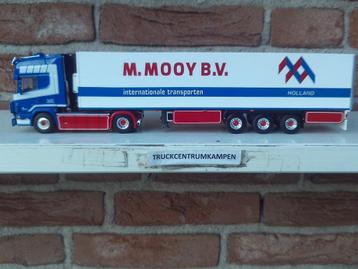 M. MOOY B.V.
internationale transporten
HOLLAND
TRUCKCENTRUMKAMPEN